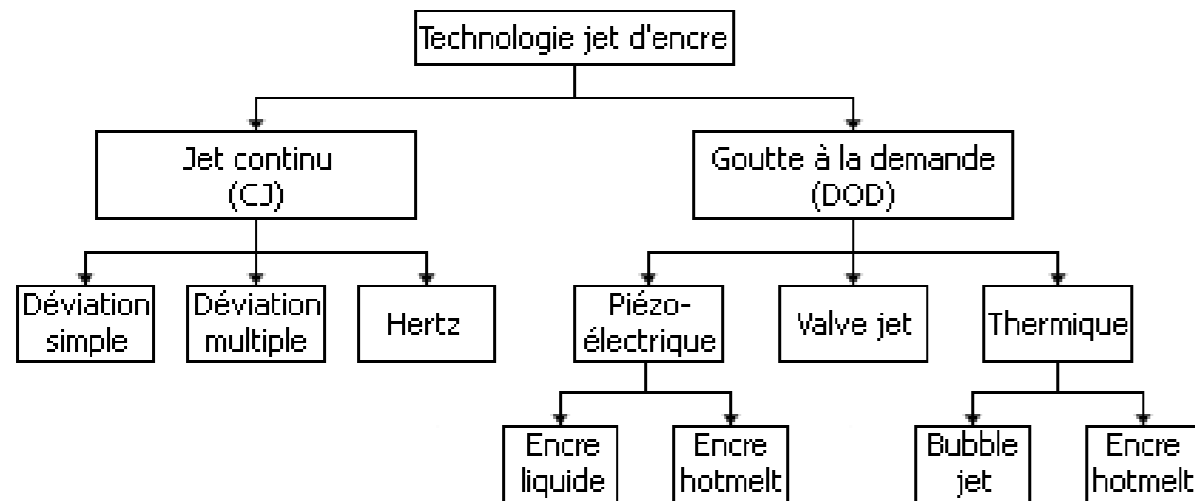 Technologie jet d'encre
Jet continu
(CJ)
Goutte à la demande
(DOD)
Déviation
simple
Déviation
multiple
Hertz
Piézo-
électrique
Valve jet
Thermique
Encre
liquide
Encre
hotmelt
Bubble
jet
Encre
hotmelt